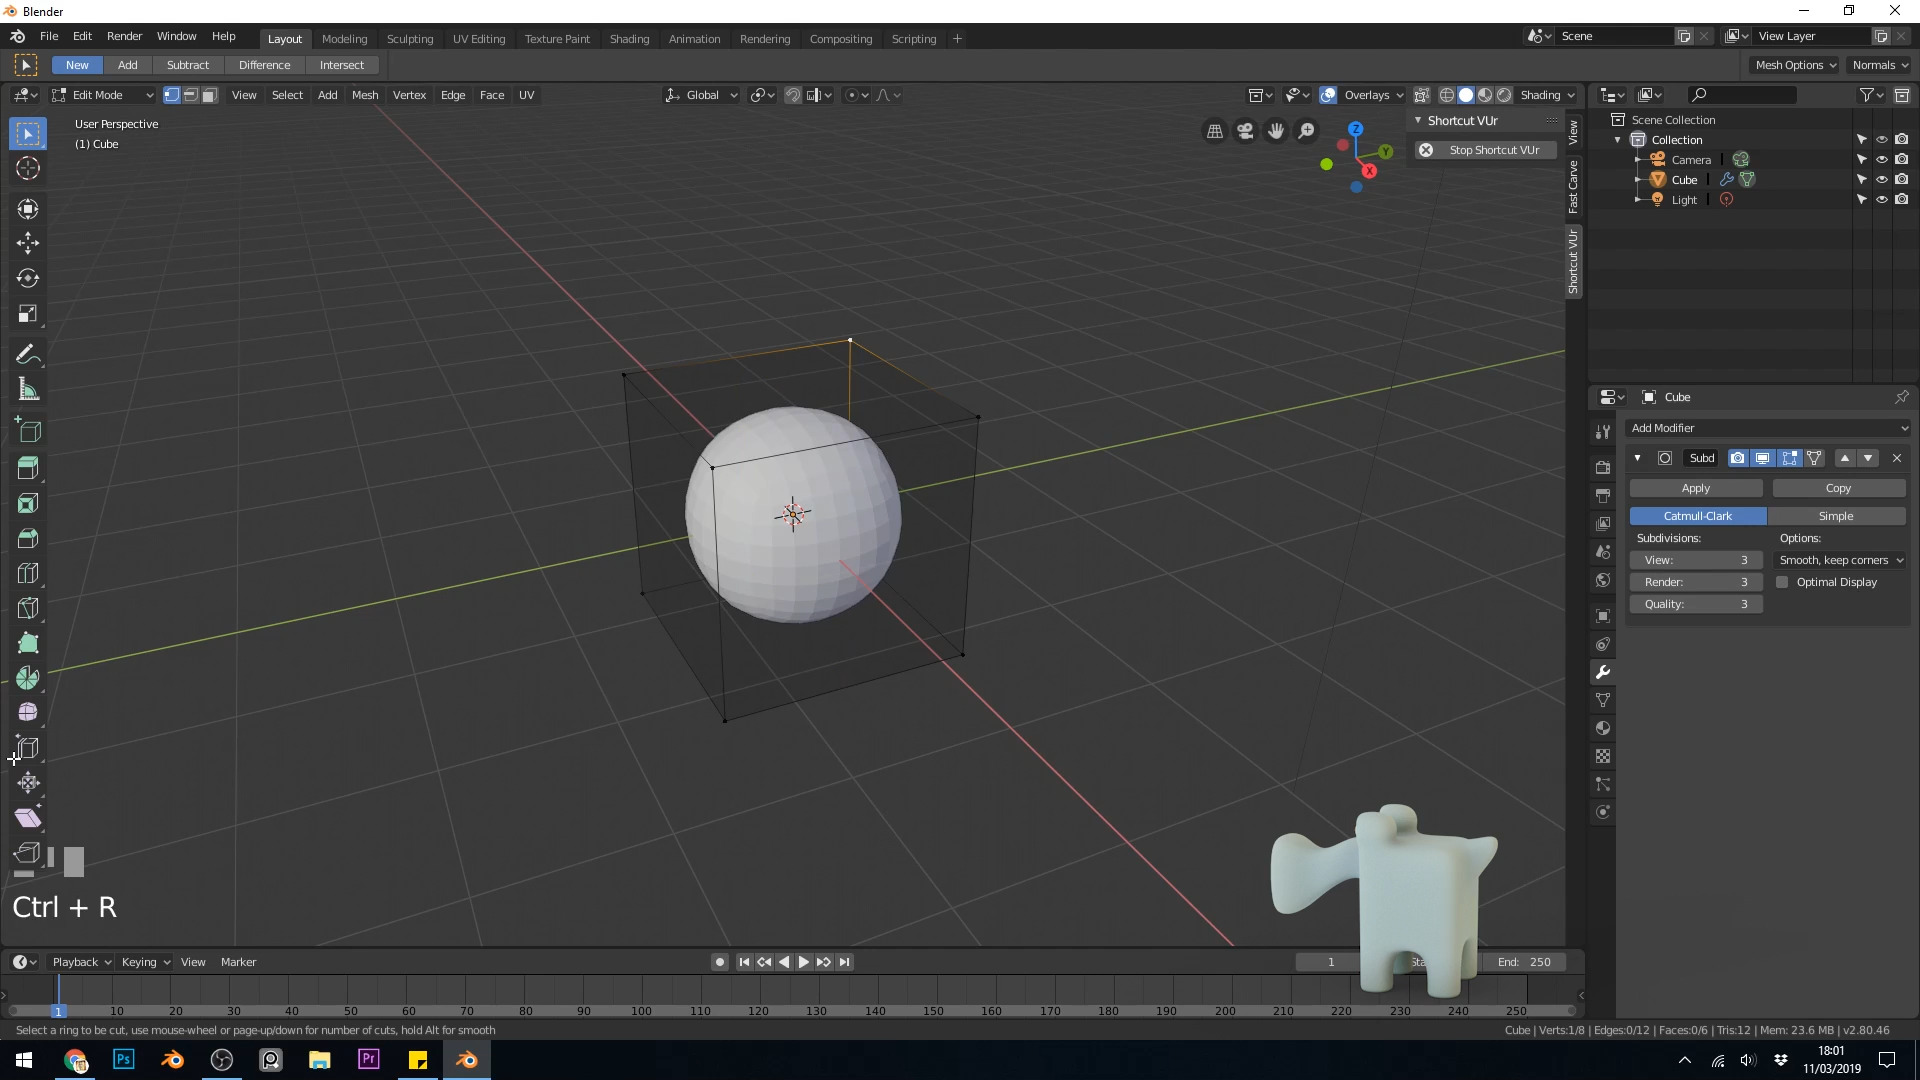 Blender
File Edit Render Window Help Layout Modeling Sculpting UV Editing Texture Paint Shading Animation Rendering Compositing Scripting + Scene View Layer
New Add Subtract Difference Intersect Mesh Options Normals
Edit Mode View Select Add Mesh Vertex Edge Face UV Global Overlays Shading
User Perspective
(1) Cube
Shortcut VUr
Stop Shortcut VUr
View
Fast Carve
Shortcut VUr
Z
Y
X
Scene Collection
Collection
Camera
Cube
Light
Cube
Add Modifier
Subd
Apply Copy
Catmull-Clark Simple
Subdivisions: Options:
View: 3 Smooth, keep corners
Render: 3 Optimal Display
Quality: 3
Ctrl + R
Playback Keying View Marker 1 Sta End: 250
1 10 20 30 40 50 60 70 80 90 100 110 120 130 140 150 160 170 180 190 200 210 220 230 240 250
Select a ring to be cut, use mouse-wheel or page-up/down for number of cuts, hold Alt for smooth
Cube | Verts:1/8 | Edges:0/12 | Faces:0/6 | Tris:12 | Mem: 23.6 MB | v2.80.46
Ps
Pr
18:01
11/03/2019